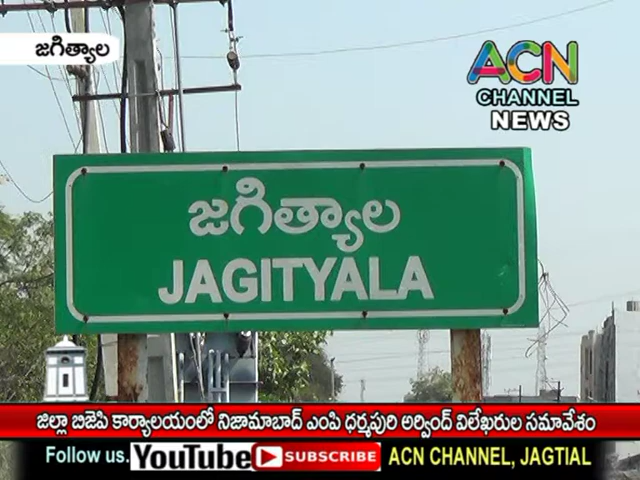 జగిత్యాల
ACN
CHANNEL
NEWS
జగిత్యాల
JAGITYALA
జిల్లా బిజెపి కార్యాలయంలో నిజామాబాద్ ఎంపి ధర్మపురి అర్వింద్ విలేఖరుల సమావేశం
Follow us. YouTube SUBSCRIBE ACN CHANNEL, JAGTIAL